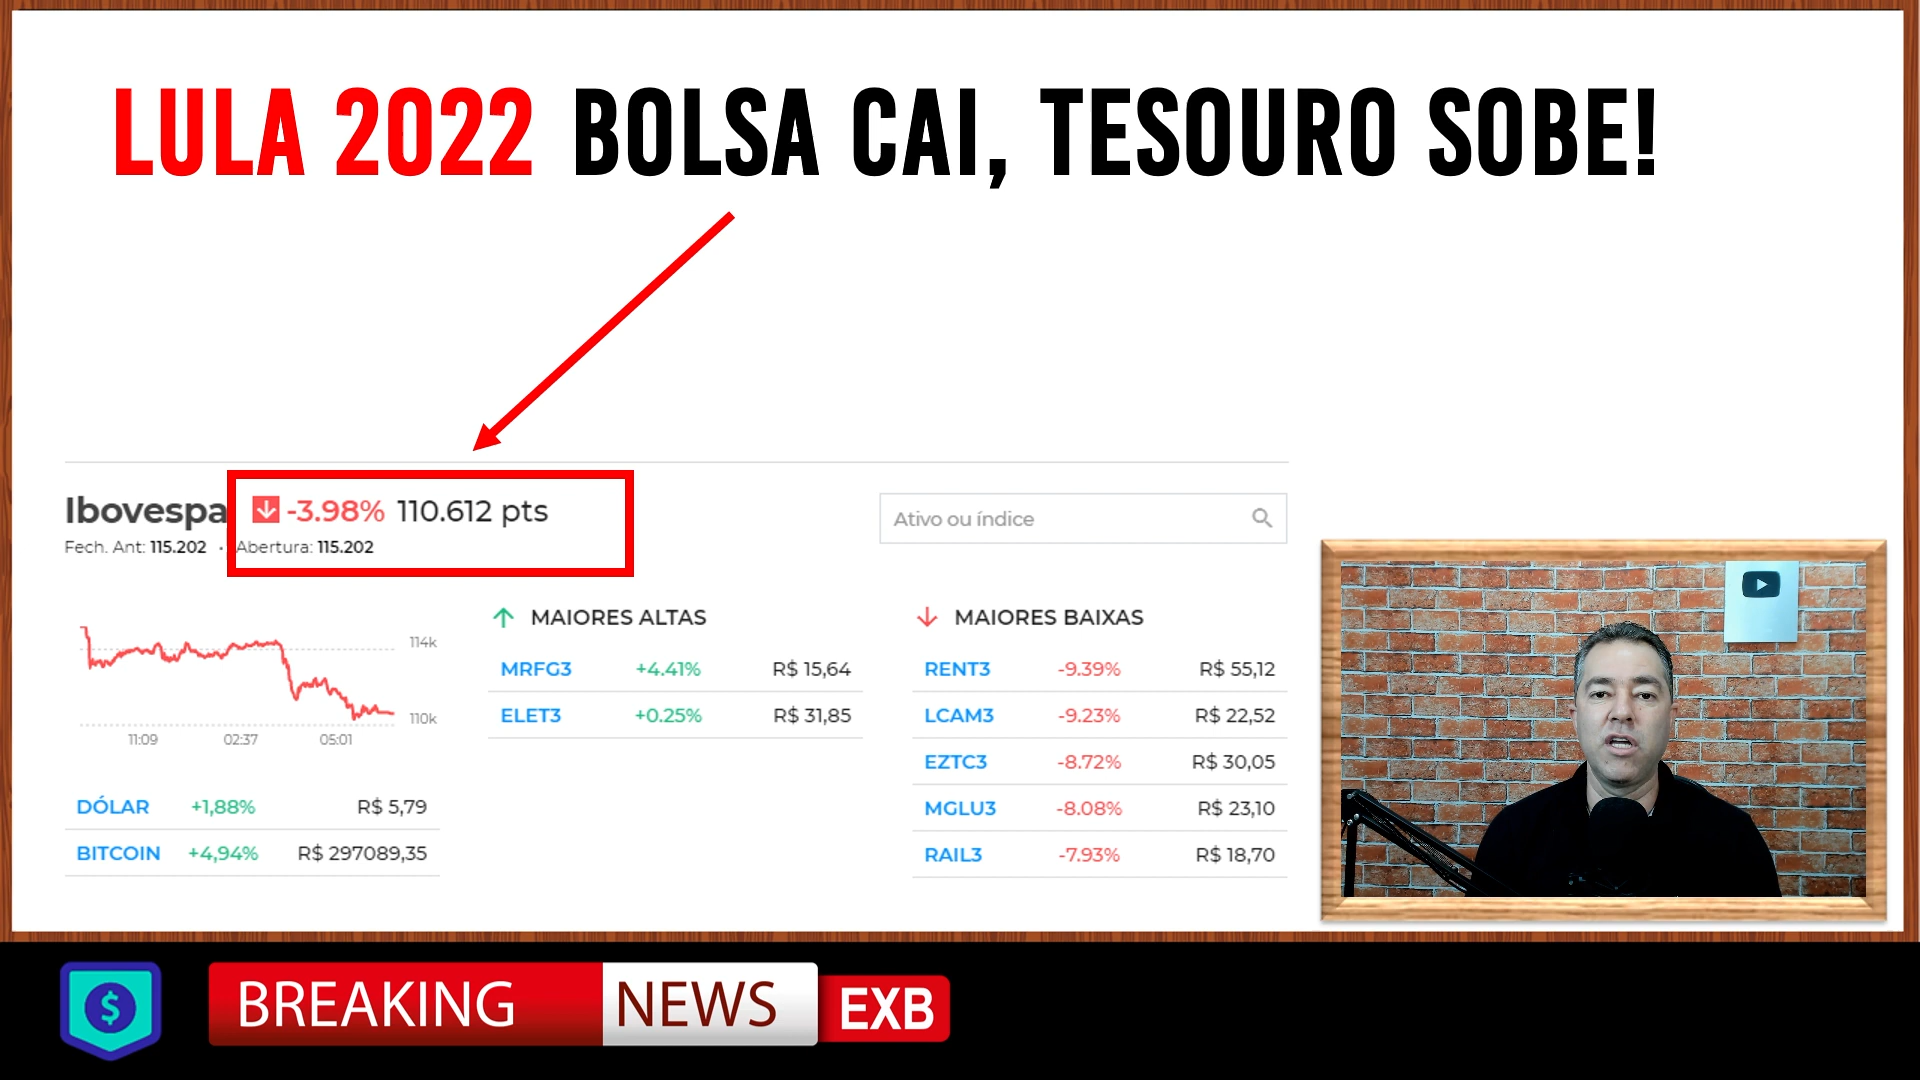 LULA 2022 BOLSA CAI, TESOURO SOBE!
Ibovespa -3.98% 110.612 pts
Fech. Ant: 115.202 · Abertura: 115.202
Ativo ou índice
114k
110k
11:09 02:37 05:01
DÓLAR +1,88% R$ 5,79
BITCOIN +4,94% R$ 297089,35
MAIORES ALTAS
MRFG3 +4.41% R$ 15,64
ELET3 +0.25% R$ 31,85
MAIORES BAIXAS
RENT3 -9.39% R$ 55,12
LCAM3 -9.23% R$ 22,52
EZTC3 -8.72% R$ 30,05
MGLU3 -8.08% R$ 23,10
RAIL3 -7.93% R$ 18,70
$
BREAKING NEWS EXB